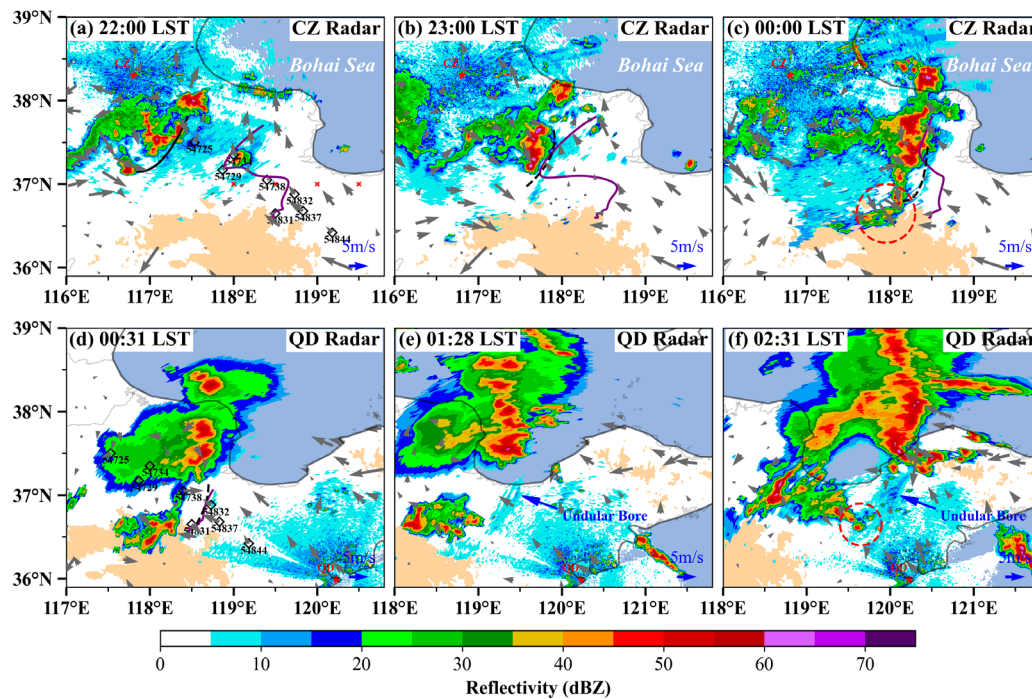 39°N
38°N
37°N
36°N
(a) 22:00 LST
CZ Radar
Bohai Sea
CZ
54725
54734
54729
54738
54832
54831
54837
54844
5m/s
116°E
117°E
118°E
119°E
(b) 23:00 LST
CZ Radar
Bohai Sea
CZ
5m/s
116°E
117°E
118°E
119°E
(c) 00:00 LST
CZ Radar
Bohai Sea
CZ
5m/s
116°E
117°E
118°E
119°E
39°N
38°N
37°N
36°N
(d) 00:31 LST
QD Radar
54725
54734
54729
54738
54832
54831
54837
54844
QD
5m/s
117°E
118°E
119°E
120°E
(e) 01:28 LST
QD Radar
Undular Bore
QD
5m/s
118°E
119°E
120°E
121°E
(f) 02:31 LST
QD Radar
Undular Bore
QD
5m/s
119°E
120°E
121°E
0 10 20 30 40 50 60 70
Reflectivity (dBZ)